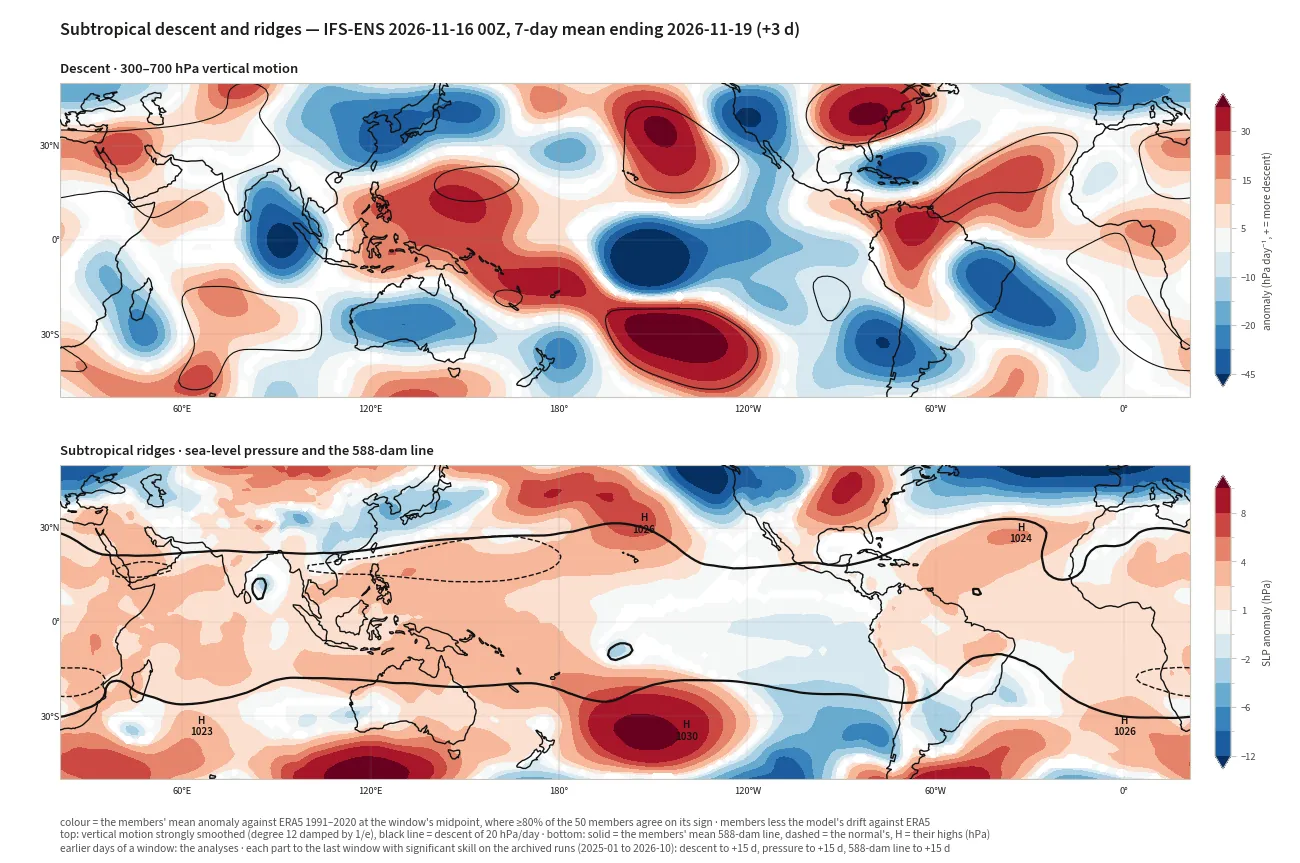 Subtropical descent and ridges — IFS-ENS 2026-11-16 00Z, 7-day mean ending 2026-11-19 (+3 d)
Descent · 300–700 hPa vertical motion
30°N
0°
30°S
60°E
120°E
180°
120°W
60°W
0°
30
15
5
−10
−20
−45
anomaly (hPa day⁻¹, + = more descent)
Subtropical ridges · sea-level pressure and the 588-dam line
30°N
0°
30°S
H
1026
H
1024
H
1023
H
1030
H
1026
60°E
120°E
180°
120°W
60°W
0°
8
4
1
−2
−6
−12
SLP anomaly (hPa)
colour = the members' mean anomaly against ERA5 1991–2020 at the window's midpoint, where ≥80% of the 50 members agree on its sign · members less the model's drift against ERA5
top: vertical motion strongly smoothed (degree 12 damped by 1/e), black line = descent of 20 hPa/day · bottom: solid = the members' mean 588-dam line, dashed = the normal's, H = their highs (hPa)
earlier days of a window: the analyses · each part to the last window with significant skill on the archived runs (2025-01 to 2026-10): descent to +15 d, pressure to +15 d, 588-dam line to +15 d